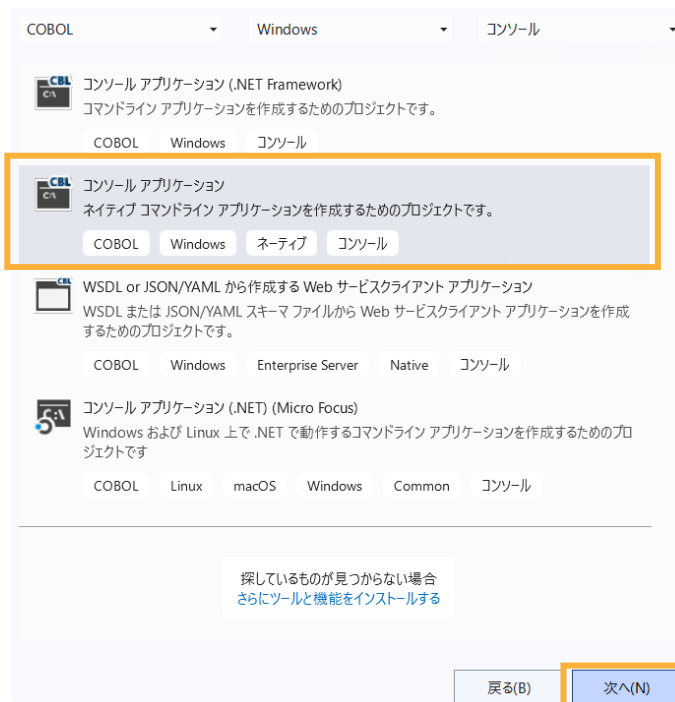 COBOL Windows コンソール
コンソール アプリケーション (.NET Framework)
コマンドライン アプリケーションを作成するためのプロジェクトです。
COBOL Windows コンソール
コンソール アプリケーション
ネイティブ コマンドライン アプリケーションを作成するためのプロジェクトです。
COBOL Windows ネーティブ コンソール
WSDL or JSON/YAML から作成する Web サービスクライアント アプリケーション
WSDL または JSON/YAML スキーマ ファイルから Web サービスクライアント アプリケーションを作成
するためのプロジェクトです。
COBOL Windows Enterprise Server Native コンソール
コンソール アプリケーション (.NET) (Micro Focus)
Windows および Linux 上で .NET で動作するコマンドライン アプリケーションを作成するためのプロ
ジェクトです
COBOL Linux macOS Windows Common コンソール
探しているものが見つからない場合
さらにツールと機能をインストールする
戻る(B) 次へ(N)